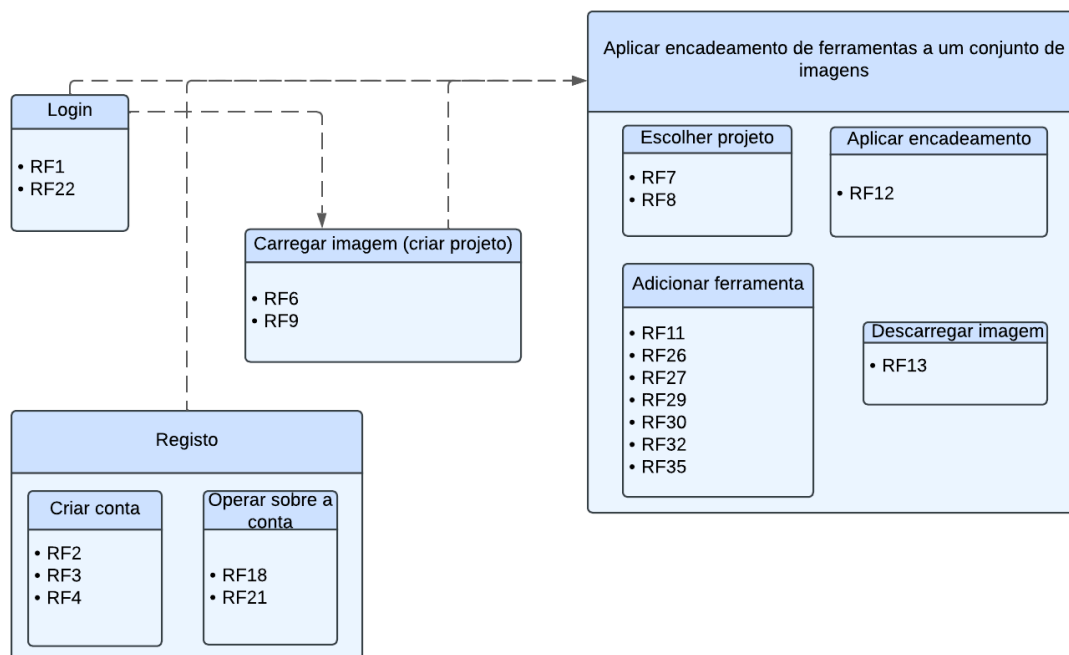 Login
• RF1
• RF22
Carregar imagem (criar projeto)
• RF6
• RF9
Registo
Criar conta
• RF2
• RF3
• RF4
Operar sobre a
conta
• RF18
• RF21
Aplicar encadeamento de ferramentas a um conjunto de
imagens
Escolher projeto
• RF7
• RF8
Aplicar encadeamento
• RF12
Adicionar ferramenta
• RF11
• RF26
• RF27
• RF29
• RF30
• RF32
• RF35
Descarregar imagem
• RF13